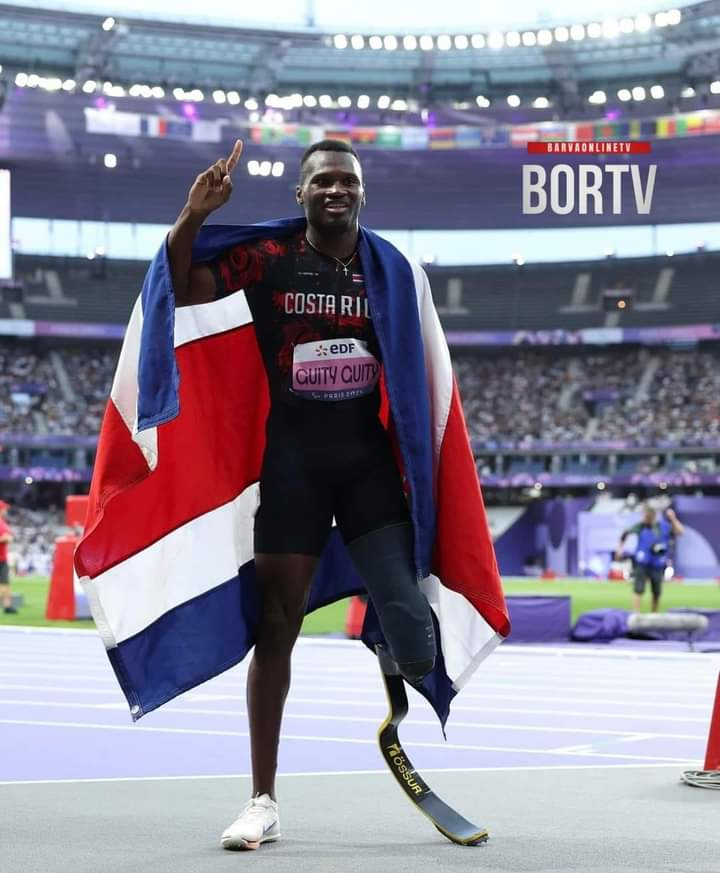 BARVAONLINETV
BORTV
COSTA RI
eDF
GUITY GUITY
PARIS 2024
ÖSSUR